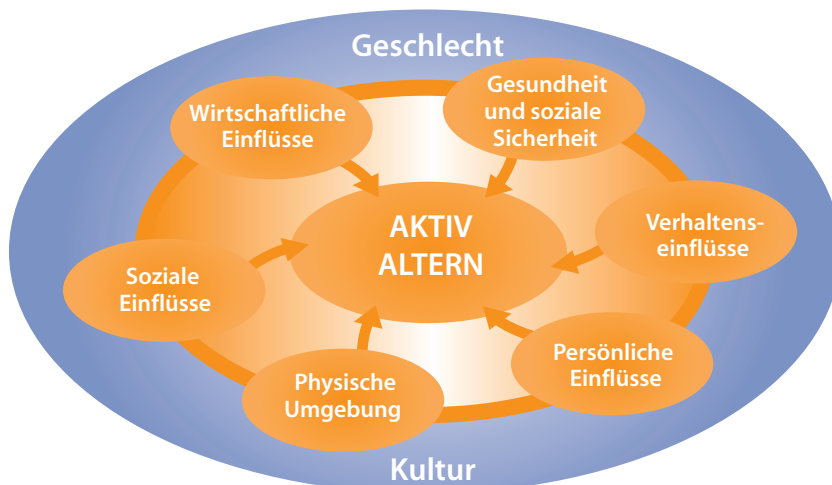 Geschlecht
Wirtschaftliche
Einflüsse
Gesundheit
und soziale
Sicherheit
AKTIV
ALTERN
Verhaltens-
einflüsse
Soziale
Einflüsse
Persönliche
Einflüsse
Physische
Umgebung
Kultur